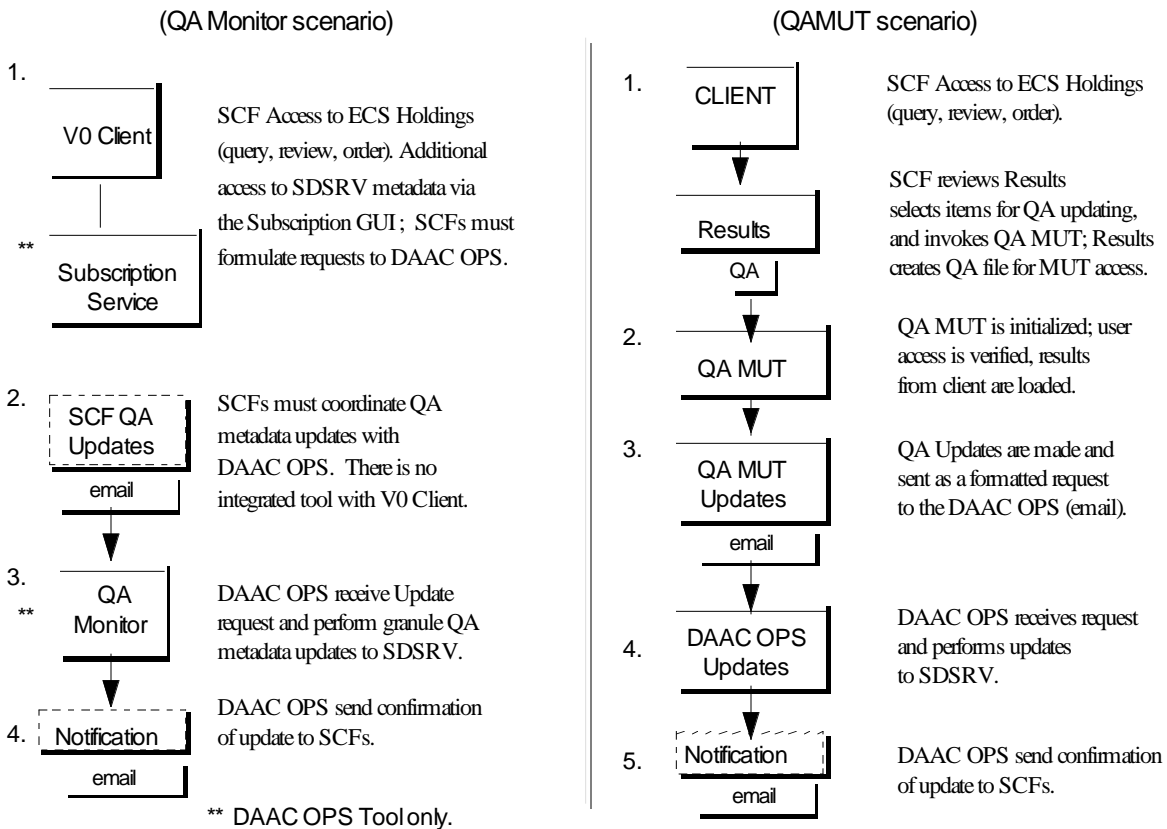 (QA Monitor scenario)
1.
V0 Client
SCF Access to ECS Holdings
(query, review, order). Additional
access to SDSRV metadata via
the Subscription GUI ; SCFs must
formulate requests to DAAC OPS.
**
Subscription
Service
2.
SCF QA
Updates
email
SCFs must coordinate QA
metadata updates with
DAAC OPS. There is no
integrated tool with V0 Client.
3.
**
QA
Monitor
DAAC OPS receive Update
request and perform granule QA
metadata updates to SDSRV.
4.
Notification
email
DAAC OPS send confirmation
of update to SCFs.
** DAAC OPS Tool only.
(QAMUT scenario)
1.
CLIENT
SCF Access to ECS Holdings
(query, review, order).
Results
QA
SCF reviews Results
selects items for QA updating,
and invokes QA MUT; Results
creates QA file for MUT access.
2.
QA MUT
QA MUT is initialized; user
access is verified, results
from client are loaded.
3.
QA MUT
Updates
email
QA Updates are made and
sent as a formatted request
to the DAAC OPS (email).
4.
DAAC OPS
Updates
DAAC OPS receives request
and performs updates
to SDSRV.
5.
Notification
email
DAAC OPS send confirmation
of update to SCFs.